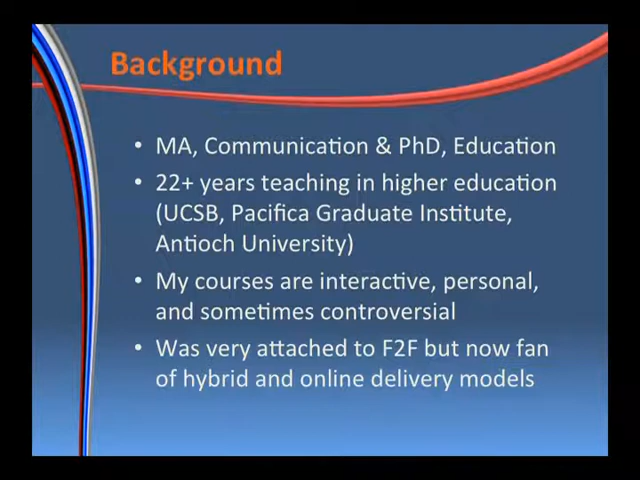 Background
• MA, Communication & PhD, Education
• 22+ years teaching in higher education
(UCSB, Pacifica Graduate Institute,
Antioch University)
• My courses are interactive, personal,
and sometimes controversial
• Was very attached to F2F but now fan
of hybrid and online delivery models